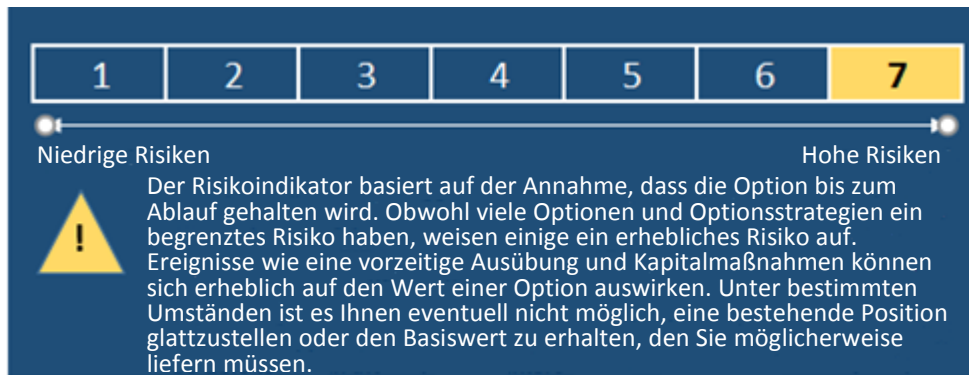 1 2 3 4 5 6 7
Niedrige Risiken Hohe Risiken
Der Risikoindikator basiert auf der Annahme, dass die Option bis zum
Ablauf gehalten wird. Obwohl viele Optionen und Optionsstrategien ein
begrenztes Risiko haben, weisen einige ein erhebliches Risiko auf.
!
Ereignisse wie eine vorzeitige Ausübung und Kapitalmaßnahmen können
sich erheblich auf den Wert einer Option auswirken. Unter bestimmten
Umständen ist es Ihnen eventuell nicht möglich, eine bestehende Position
glattzustellen oder den Basiswert zu erhalten, den Sie möglicherweise
liefern müssen.